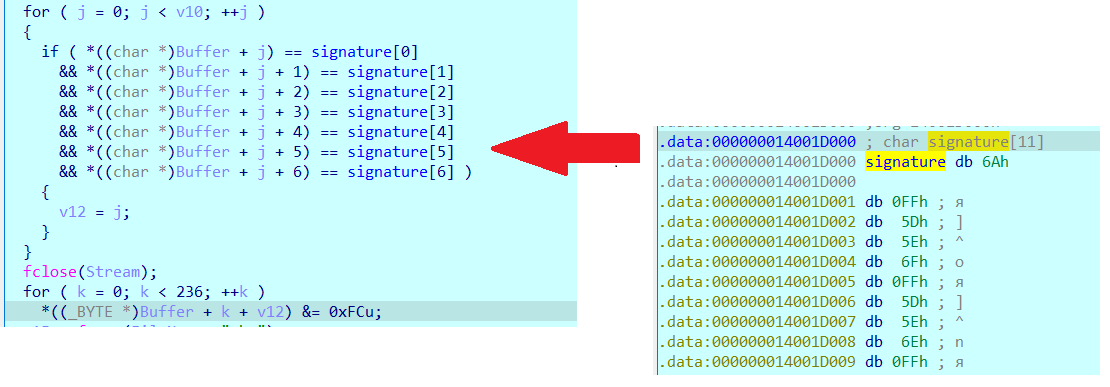 for ( j = 0; j < v10; ++j )
{
if ( *((char *)Buffer + j) == signature[0]
&& *((char *)Buffer + j + 1) == signature[1]
&& *((char *)Buffer + j + 2) == signature[2]
&& *((char *)Buffer + j + 3) == signature[3]
&& *((char *)Buffer + j + 4) == signature[4]
&& *((char *)Buffer + j + 5) == signature[5]
&& *((char *)Buffer + j + 6) == signature[6] )
{
v12 = j;
}
}
fclose(Stream);
for ( k = 0; k < 236; ++k )
*((_BYTE *)Buffer + k + v12) &= 0xFCu;
.data:000000014001D000 ; char signature[11]
.data:000000014001D000 signature db 6Ah
.data:000000014001D000
.data:000000014001D001 db 0FFh ; я
.data:000000014001D002 db 5Dh ; ]
.data:000000014001D003 db 5Eh ; ^
.data:000000014001D004 db 6Fh ; o
.data:000000014001D005 db 0FFh ; я
.data:000000014001D006 db 5Dh ; ]
.data:000000014001D007 db 5Eh ; ^
.data:000000014001D008 db 6Eh ; n
.data:000000014001D009 db 0FFh ; я